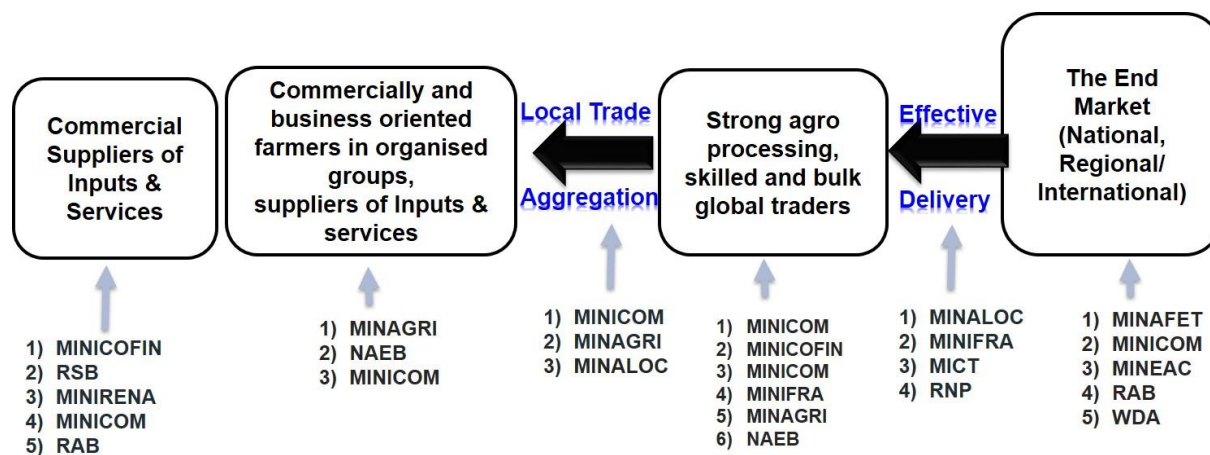 Commercial
Suppliers of
Inputs &
Services
Commercially and
business oriented
farmers in organised
groups,
suppliers of Inputs &
services
Local Trade
Aggregation
Strong agro
processing,
skilled and bulk
global traders
Effective
Delivery
The End
Market
(National,
Regional/
International)
1) MINICOFIN
2) RSB
3) MINIRENA
4) MINICOM
5) RAB
1) MINAGRI
2) NAEB
3) MINICOM
1) MINICOM
2) MINAGRI
3) MINALOC
1) MINICOM
2) MINICOFIN
3) MINICOM
4) MINIFRA
5) MINAGRI
6) NAEB
1) MINALOC
2) MINIFRA
3) MICT
4) RNP
1) MINAFET
2) MINICOM
3) MINEAC
4) RAB
5) WDA